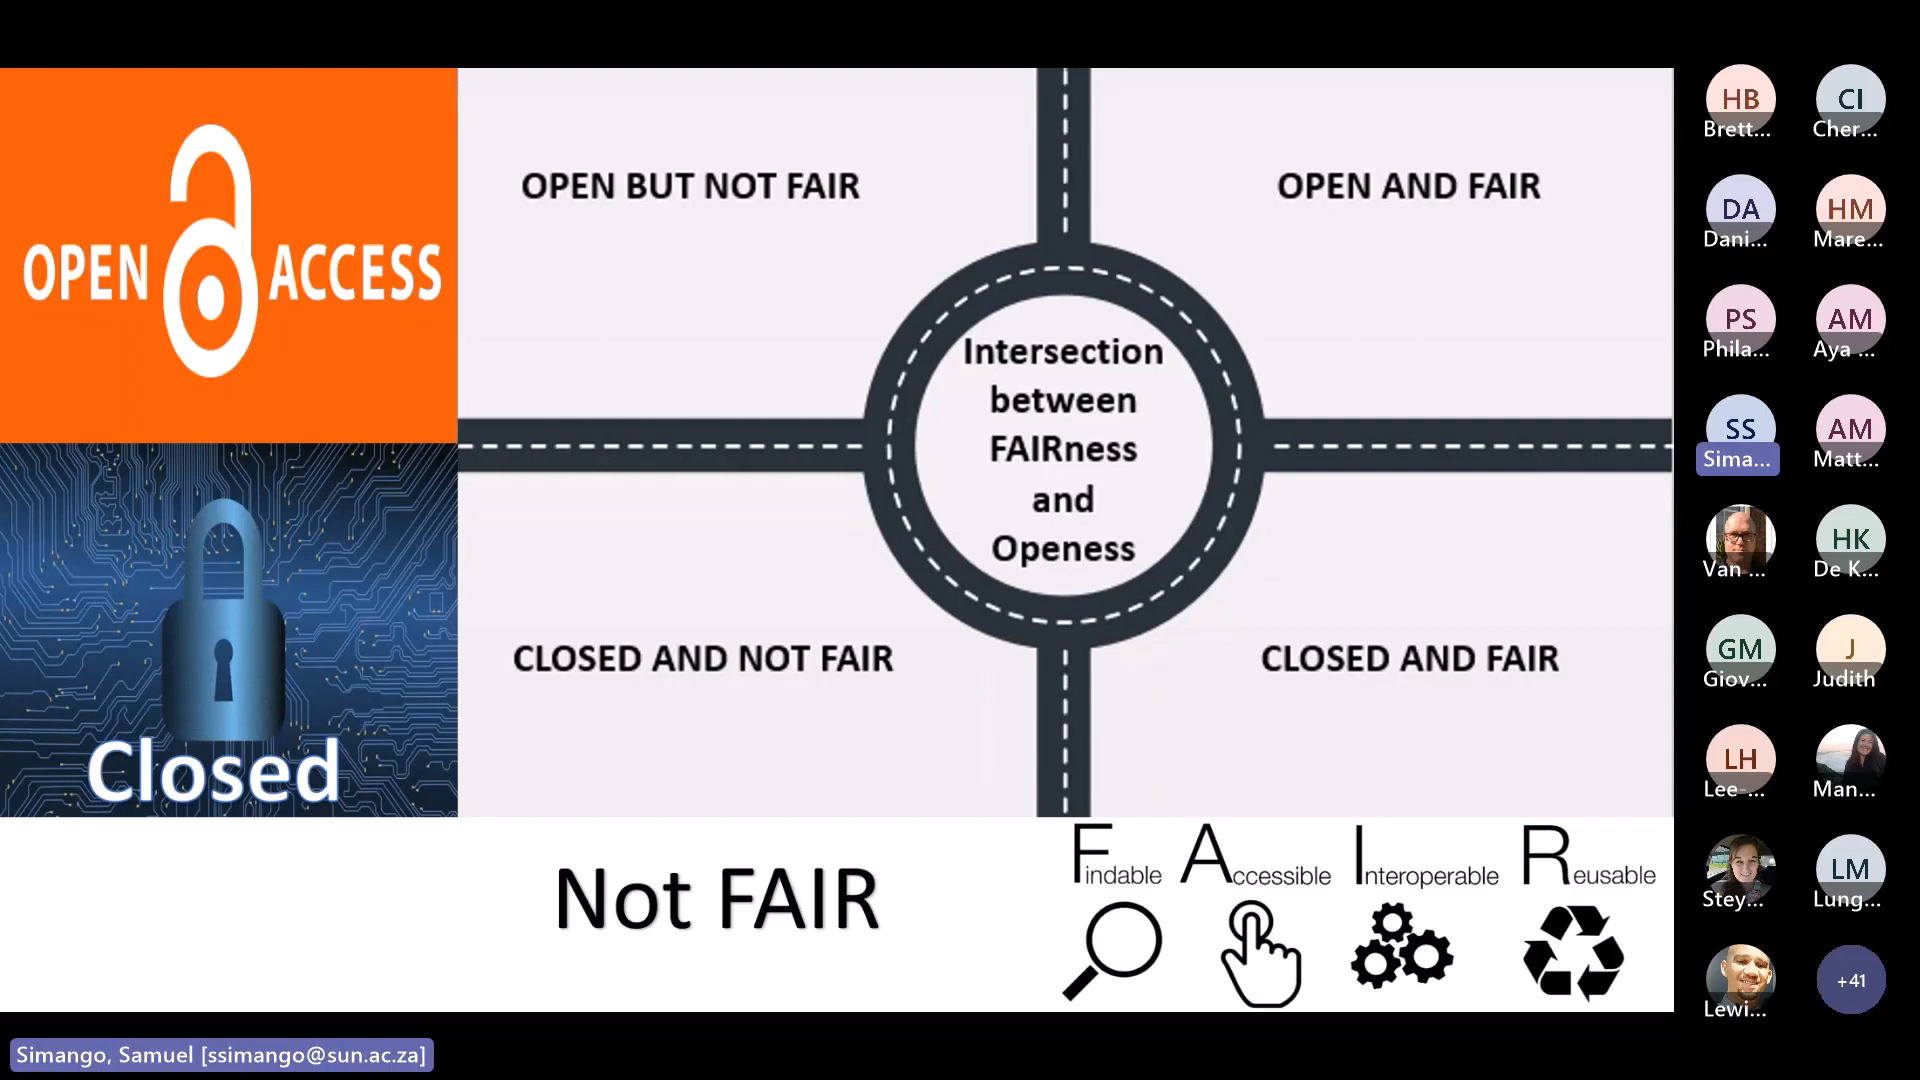 OPEN ACCESS
Closed
OPEN BUT NOT FAIR
OPEN AND FAIR
Intersection
between
FAIRness
and
Openess
CLOSED AND NOT FAIR
CLOSED AND FAIR
Not FAIR
Findable Accessible Interoperable Reusable
HB CI
Brett... Cher...
DA HM
Dani... Mare...
PS AM
Phila... Aya ...
SS AM
Sima... Matt...
HK
Van ... De K...
GM J
Giov... Judith
LH
Lee-... Man...
LM
Stey... Lung...
+41
Lewi...
Simango, Samuel [ssimango@sun.ac.za]